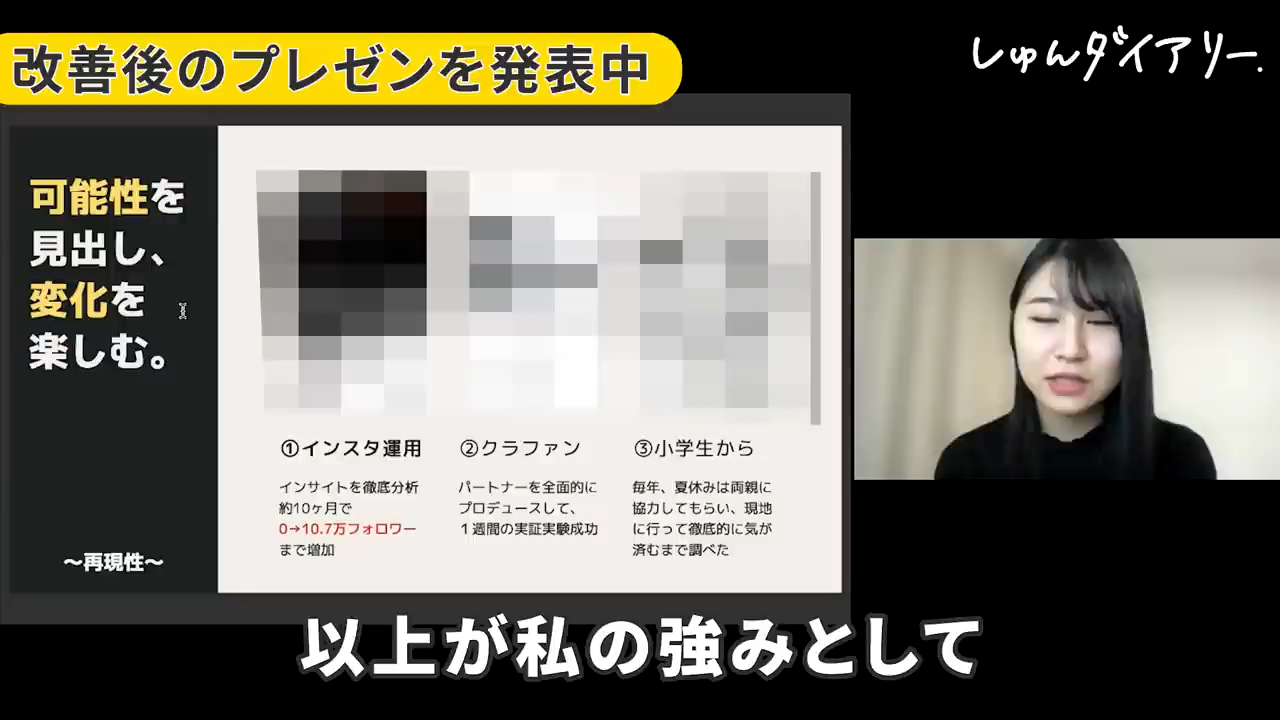 改善後のプレゼンを発表中
しゅんダイアリー.
可能性を
見出し、
変化を
楽しむ。
〜再現性〜
①インスタ運用
インサイトを徹底分析
約10ヶ月で
0→10.7万フォロワー
まで増加
②クラファン
パートナーを全面的に
プロデュースして、
１週間の実証実験成功
③小学生から
毎年、夏休みは両親に
協力してもらい、現地
に行って徹底的に気が
済むまで調べた
以上が私の強みとして